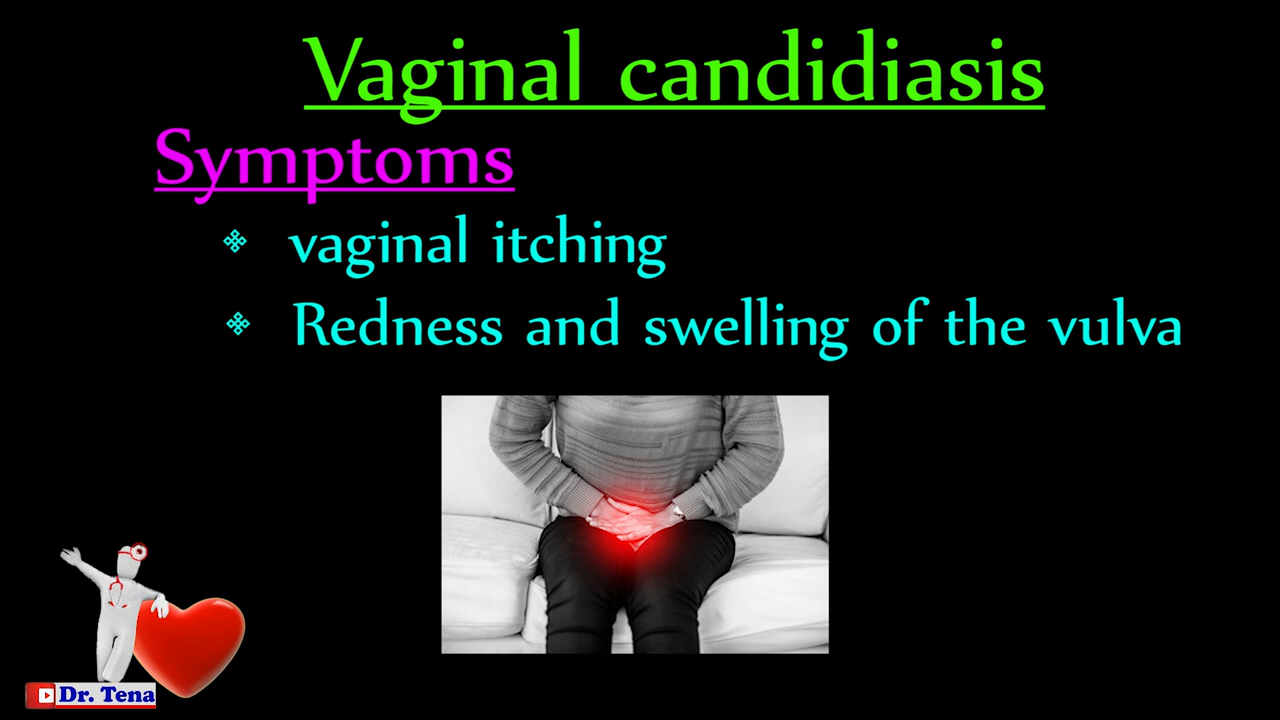 Vaginal candidiasis
Symptoms
vaginal itching
Redness and swelling of the vulva
Dr. Tena